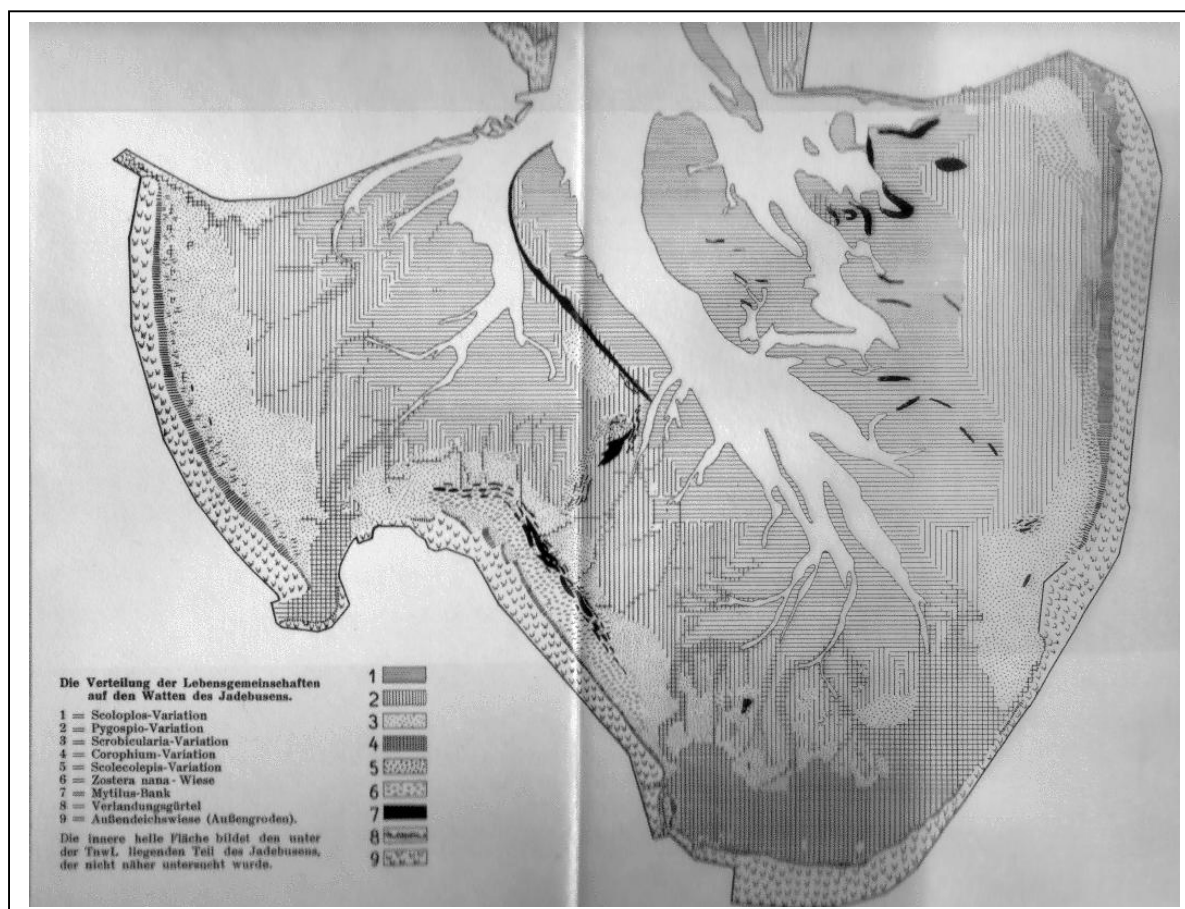 Die Verteilung der Lebensgemeinschaften
auf den Watten des Jadebusens.
1 = Scoloplos-Variation
2 = Pygospio-Variation
3 = Scrobicularia-Variation
4 = Corophium-Variation
5 = Scolecolepis-Variation
6 = Zostera nana-Wiese
7 = Mytilus-Bank
8 = Verlandungsgürtel
9 = Außendeichswiese (Außengroden).
Die innere helle Fläche bildet den unter
der TnwL liegenden Teil des Jadebusens,
der nicht näher untersucht wurde.
1
2
3
4
5
6
7
8
9